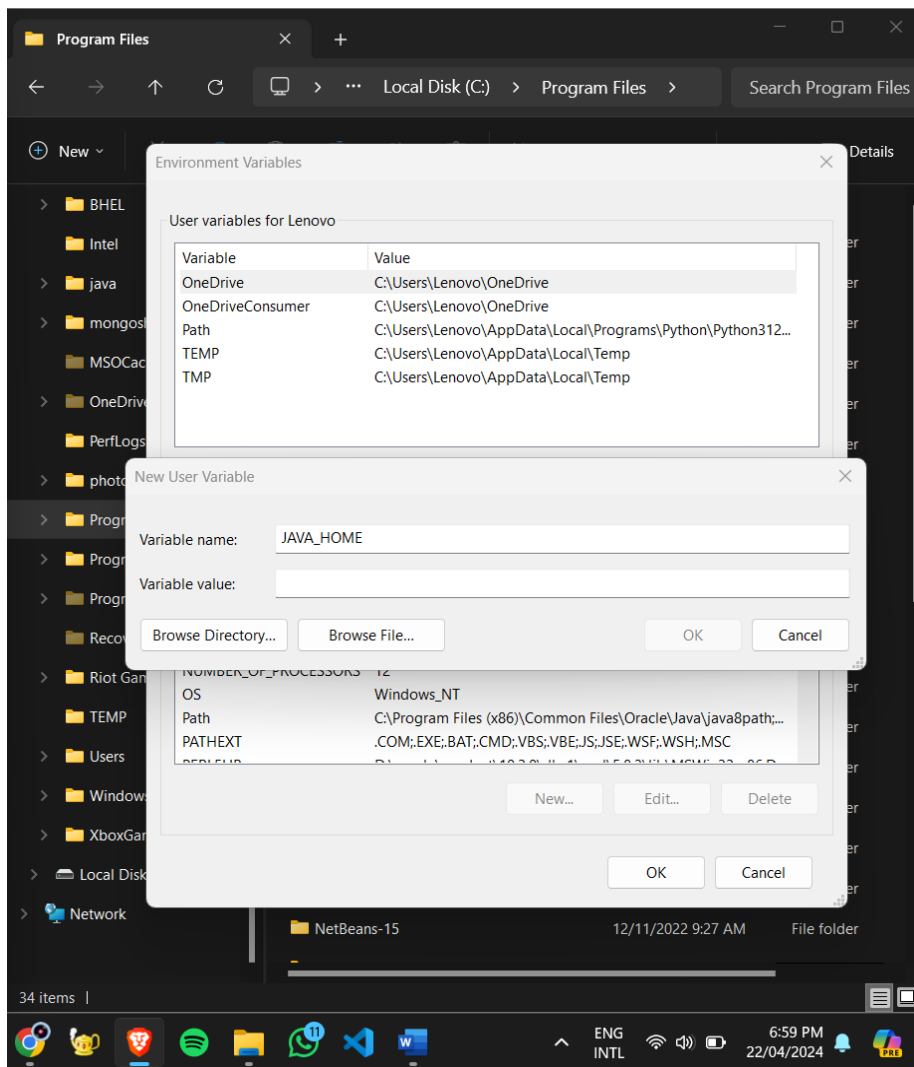 Program Files
Local Disk (C:) Program Files Search Program Files
New Details
Environment Variables
BHEL
Intel
java
OneDrive
PerfLogs
User variables for Lenovo
Variable Value
OneDrive C:\Users\Lenovo\OneDrive
OneDriveConsumer C:\Users\Lenovo\OneDrive
Path C:\Users\Lenovo\AppData\Local\Programs\Python\Python312...
TEMP C:\Users\Lenovo\AppData\Local\Temp
TMP C:\Users\Lenovo\AppData\Local\Temp
New User Variable
Variable name: JAVA_HOME
Variable value:
Browse Directory... Browse File... OK Cancel
NUMBER_OF_PROCESSORS 12
OS Windows_NT
Path C:\Program Files (x86)\Common Files\Oracle\Java\java8path;...
PATHEXT .COM;.EXE;.BAT;.CMD;.VBS;.VBE;.JS;.JSE;.WSF;.WSH;.MSC
New... Edit... Delete
OK Cancel
TEMP
Users
Local Disk
Network
NetBeans-15 12/11/2022 9:27 AM File folder
34 items
11
ENG
INTL
6:59 PM
22/04/2024
PRE